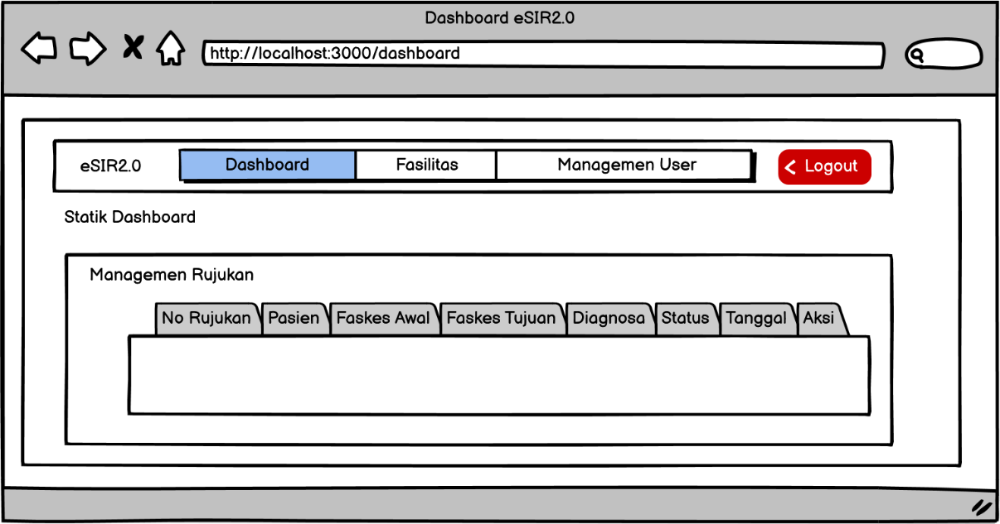 Dashboard eSIR2.0
http://localhost:3000/dashboard
eSIR2.0 Dashboard Fasilitas Managemen User Logout
Statik Dashboard
Managemen Rujukan
No Rujukan Pasien Faskes Awal Faskes Tujuan Diagnosa Status Tanggal Aksi